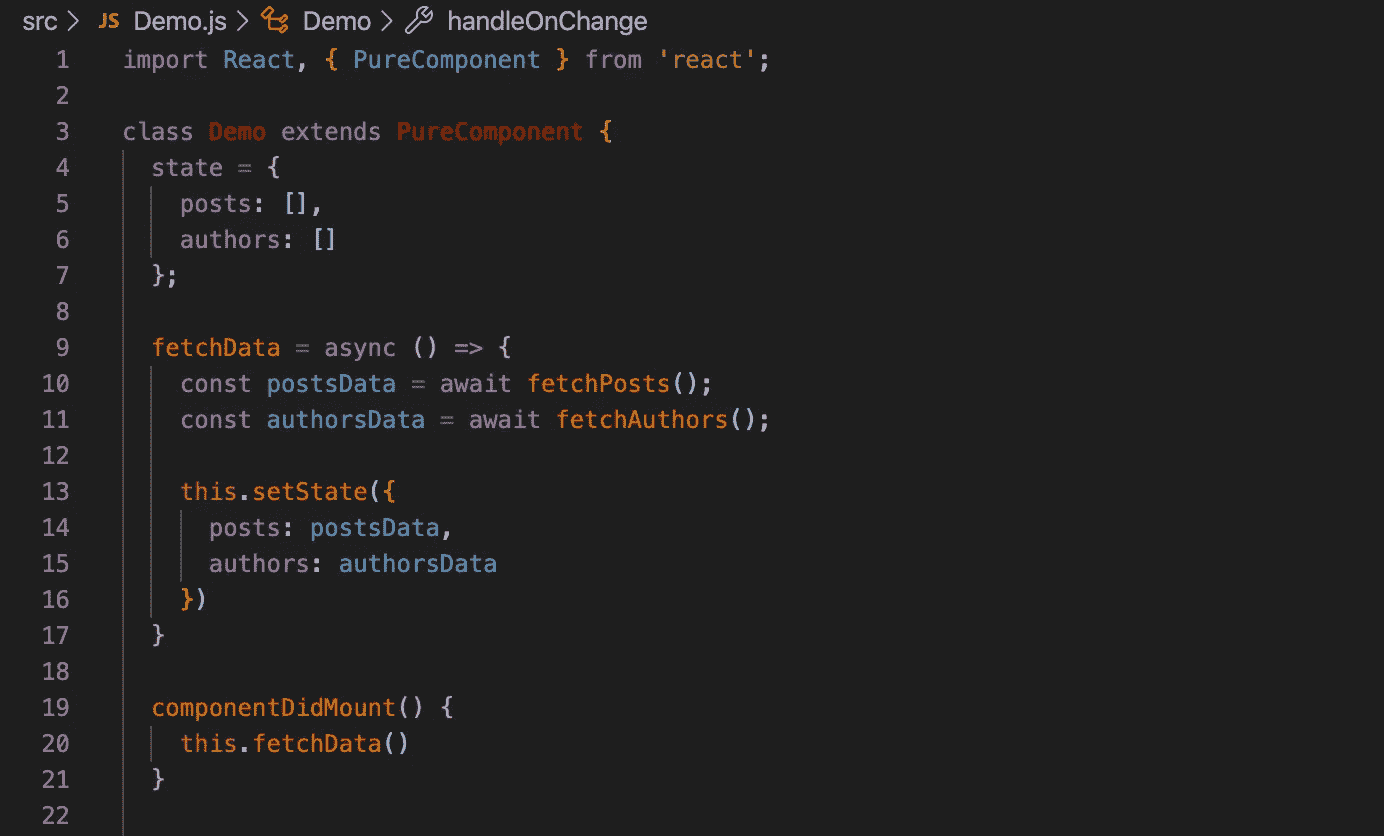 src > JS Demo.js > Demo > handleOnChange
1 import React, { PureComponent } from 'react';
2
3 class Demo extends PureComponent {
4 state = {
5 posts: [],
6 authors: []
7 };
8
9 fetchData = async () => {
10 const postsData = await fetchPosts();
11 const authorsData = await fetchAuthors();
12
13 this.setState({
14 posts: postsData,
15 authors: authorsData
16 })
17 }
18
19 componentDidMount() {
20 this.fetchData()
21 }
22